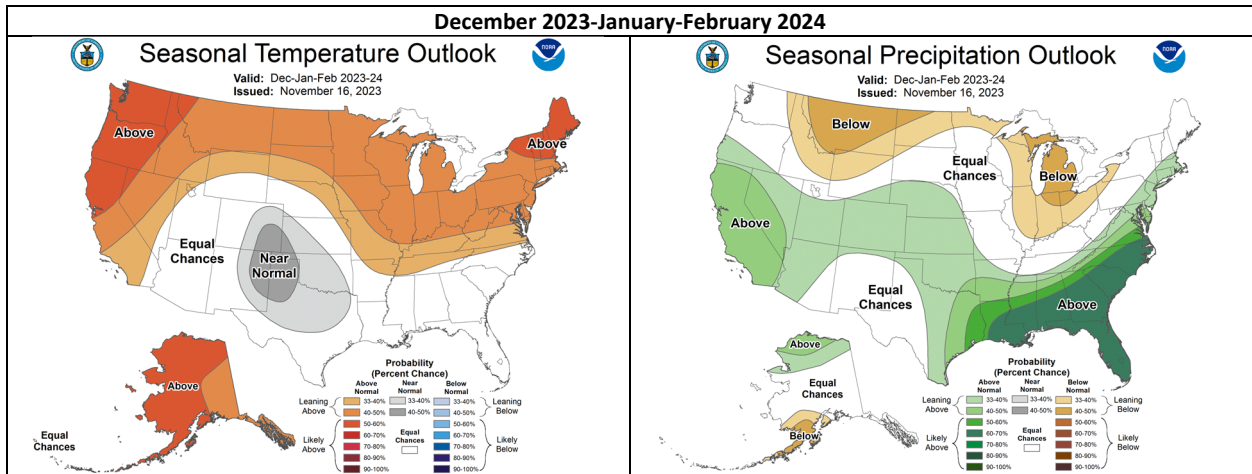 December 2023-January-February 2024
Seasonal Temperature Outlook
NOAA
Valid: Dec-Jan-Feb 2023-24
Issued: November 16, 2023
Above
Above
Equal
Chances
Near
Normal
Above
Equal
Chances
Probability
(Percent Chance)
Above
Normal
Near
Normal
Below
Normal
Leaning
Above
33-40%
33-40%
33-40%
Leaning
Below
40-50%
40-50%
40-50%
Likely
Above
50-60%
50-60%
Likely
Below
60-70%
Equal
Chances
60-70%
70-80%
70-80%
80-90%
80-90%
90-100%
90-100%
Seasonal Precipitation Outlook
NOAA
Valid: Dec-Jan-Feb 2023-24
Issued: November 16, 2023
Below
Equal
Chances
Below
Above
Equal
Chances
Above
Above
Equal
Chances
Below
Probability
(Percent Chance)
Above
Normal
Near
Normal
Below
Normal
Leaning
Above
33-40%
33-40%
33-40%
Leaning
Below
40-50%
40-50%
40-50%
Likely
Above
50-60%
50-60%
Likely
Below
60-70%
Equal
Chances
60-70%
70-80%
70-80%
80-90%
80-90%
90-100%
90-100%